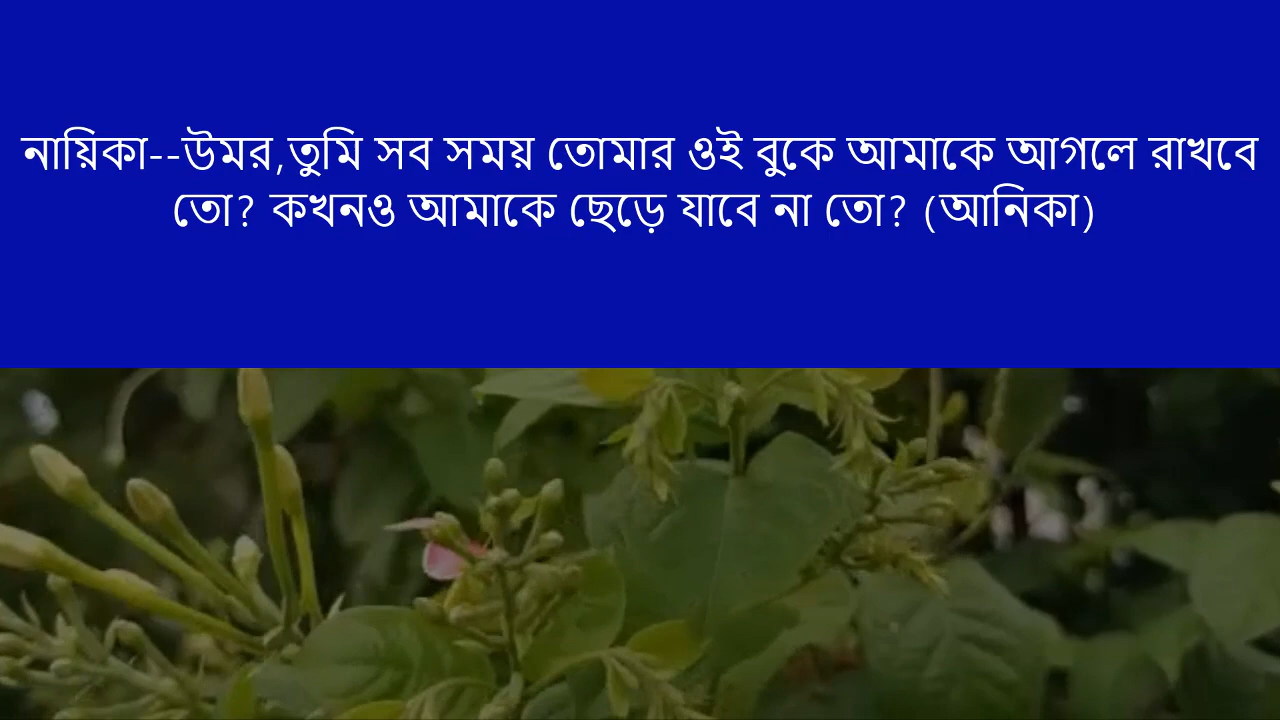 নায়িকা--উমর,তুমি সব সময় তোমার ওই বুকে আমাকে আগলে রাখবে
তো? কখনও আমাকে ছেড়ে যাবে না তো? (আনিকা)